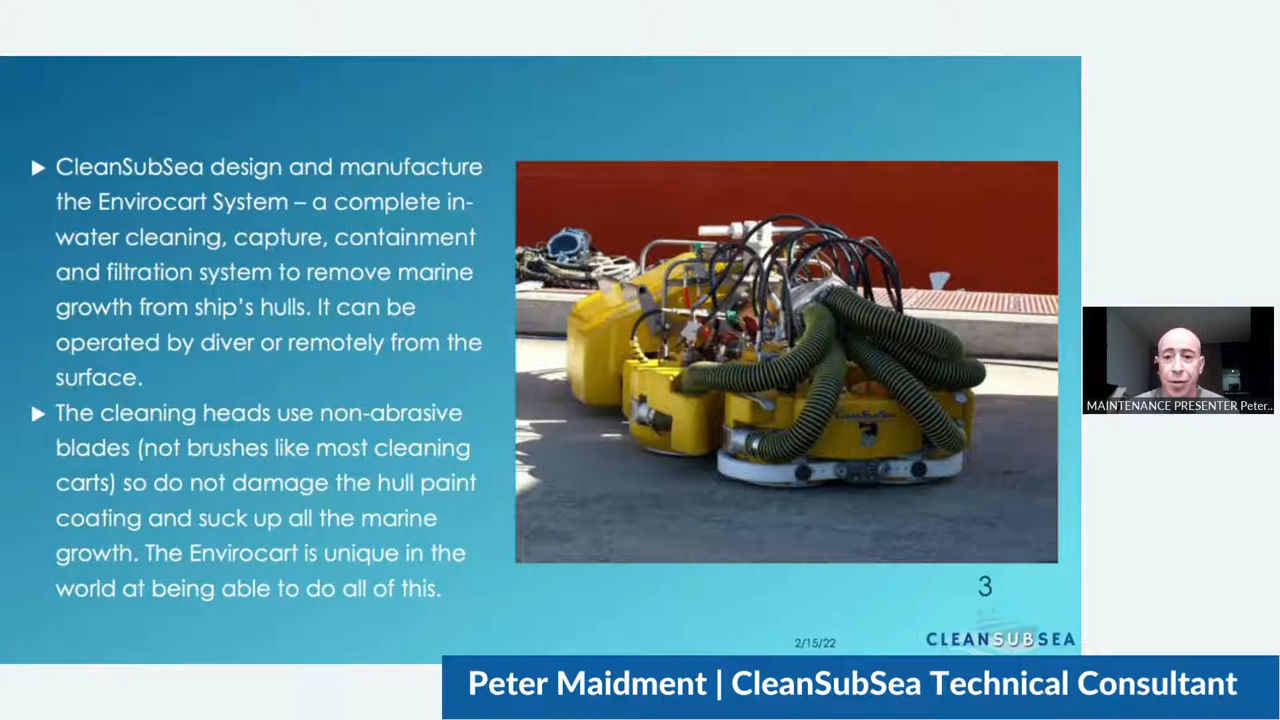 CleanSubSea design and manufacture
the Envirocart System – a complete in-
water cleaning, capture, containment
and filtration system to remove marine
growth from ship's hulls. It can be
operated by diver or remotely from the
surface.
The cleaning heads use non-abrasive
blades (not brushes like most cleaning
carts) so do not damage the hull paint
coating and suck up all the marine
growth. The Envirocart is unique in the
world at being able to do all of this.
MAINTENANCE PRESENTER Peter...
3
2/15/22
CLEANSUBSEA
Peter Maidment | CleanSubSea Technical Consultant